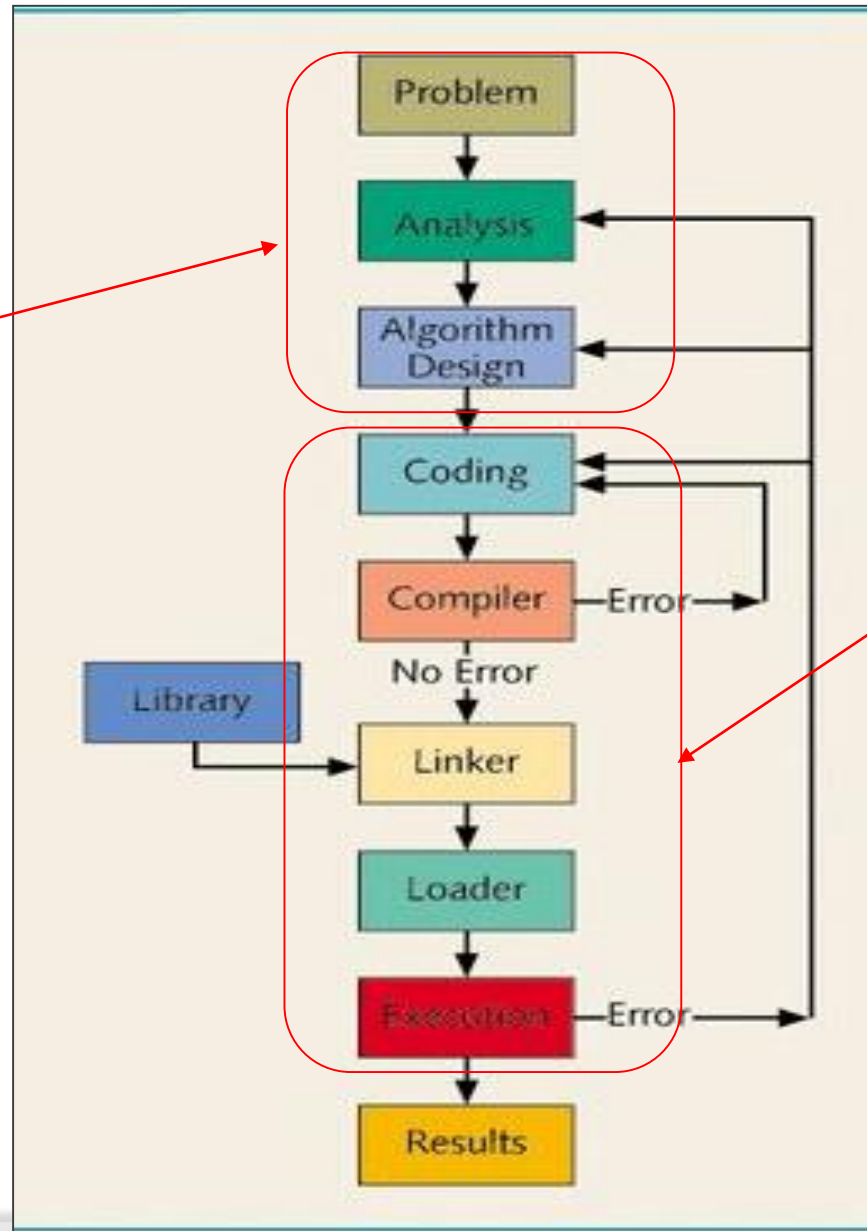 Problem
Analysis
Algorithm
Design
Coding
Compiler
Error
No Error
Library
Linker
Loader
Execution
Error
Results